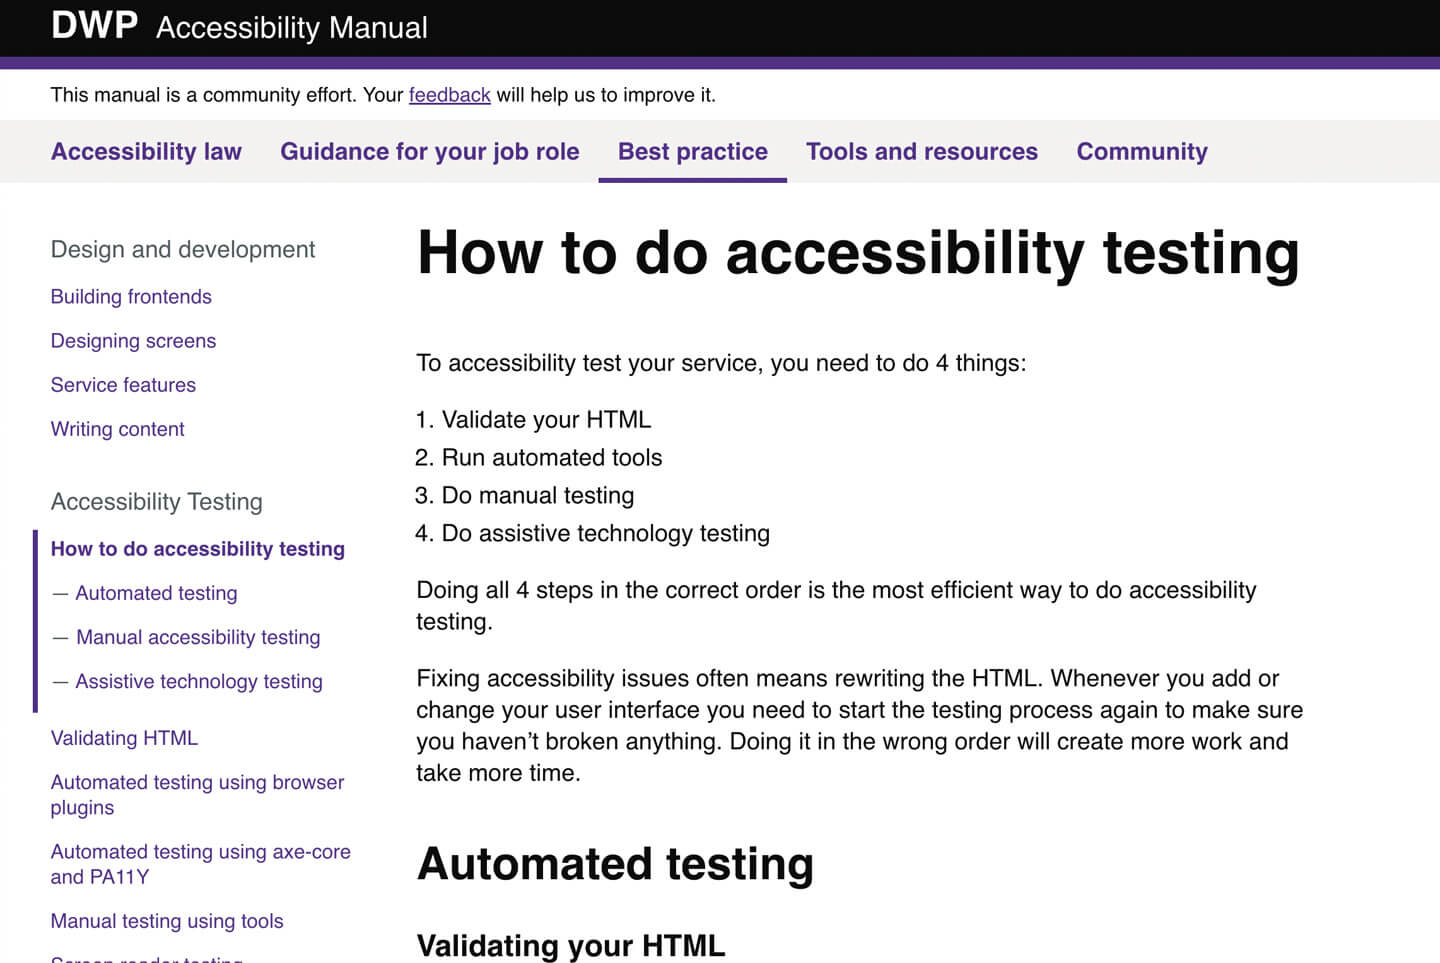 DWP Accessibility Manual
This manual is a community effort. Your feedback will help us to improve it.
Accessibility law Guidance for your job role Best practice Tools and resources Community
Design and development
Building frontends
Designing screens
Service features
Writing content
Accessibility Testing
How to do accessibility testing
— Automated testing
— Manual accessibility testing
— Assistive technology testing
Validating HTML
Automated testing using browser
plugins
Automated testing using axe-core
and PA11Y
Manual testing using tools
Screen reader testing
How to do accessibility testing
To accessibility test your service, you need to do 4 things:
1. Validate your HTML
2. Run automated tools
3. Do manual testing
4. Do assistive technology testing
Doing all 4 steps in the correct order is the most efficient way to do accessibility
testing.
Fixing accessibility issues often means rewriting the HTML. Whenever you add or
change your user interface you need to start the testing process again to make sure
you haven’t broken anything. Doing it in the wrong order will create more work and
take more time.
Automated testing
Validating your HTML